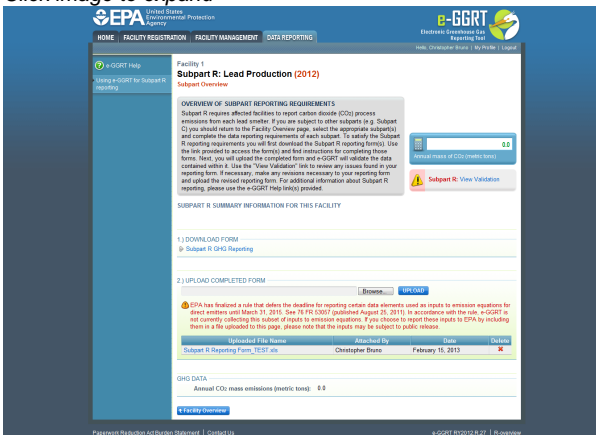 Click image to expand
EPA United States
Environmental Protection
Agency
e-GGRT
Electronic Greenhouse Gas
Reporting Tool
HOME FACILITY REGISTRATION FACILITY MANAGEMENT DATA REPORTING
Hello, Christopher Bruno | My Profile | Logout
e-GGRT Help
Using e-GGRT for Subpart R
reporting
Facility 1
Subpart R: Lead Production (2012)
Subpart Overview
OVERVIEW OF SUBPART REPORTING REQUIREMENTS
Subpart R requires affected facilities to report carbon dioxide (CO2) process
emissions from each lead smelter. If you are subject to other subparts (e.g. Subpart
C) you should return to the Facility Overview page, select the appropriate subpart(s)
and complete the data reporting requirements of each subpart. To satisfy the Subpart
R reporting requirements you will first download the Subpart R reporting form(s). Use
the link provided to access the form(s) and find instructions for completing those
forms. Next, you will upload the completed form and e-GGRT will validate the data
contained within it. Use the "View Validation" link to review any issues found in your
reporting form. If necessary, make any revisions necessary to your reporting form
and upload the revised reporting form. For additional information about Subpart R
reporting, please use the e-GGRT Help link(s) provided.
0.0
Annual mass of CO2 (metric tons)
Subpart R: View Validation
SUBPART R SUMMARY INFORMATION FOR THIS FACILITY
1.) DOWNLOAD FORM
Subpart R GHG Reporting
2.) UPLOAD COMPLETED FORM
Browse... UPLOAD
EPA has finalized a rule that defers the deadline for reporting certain data elements used as inputs to emission equations for
direct emitters until March 31, 2015. See 76 FR 53057 (published August 25, 2011). In accordance with the rule, e-GGRT is
not currently collecting this subset of inputs to emission equations. If you choose to report these inputs to EPA by including
them in a file uploaded to this page, please note that the inputs may be subject to public release.
Uploaded File Name Attached By Date Delete
Subpart R Reporting Form_TEST.xls Christopher Bruno February 15, 2013
GHG DATA
Annual CO2 mass emissions (metric tons): 0.0
Facility Overview
Paperwork Reduction Act Burden Statement | Contact Us
e-GGRT RY2012.R.27 | R-overview